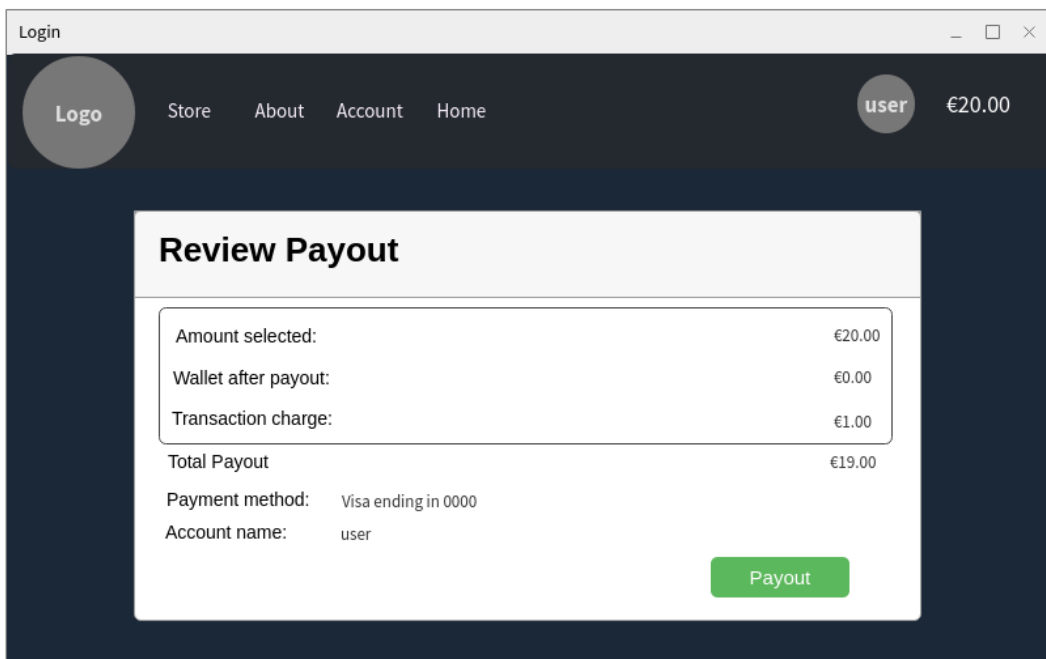 Login
Logo Store About Account Home user €20.00
Review Payout
Amount selected: €20.00
Wallet after payout: €0.00
Transaction charge: €1.00
Total Payout €19.00
Payment method: Visa ending in 0000
Account name: user
Payout